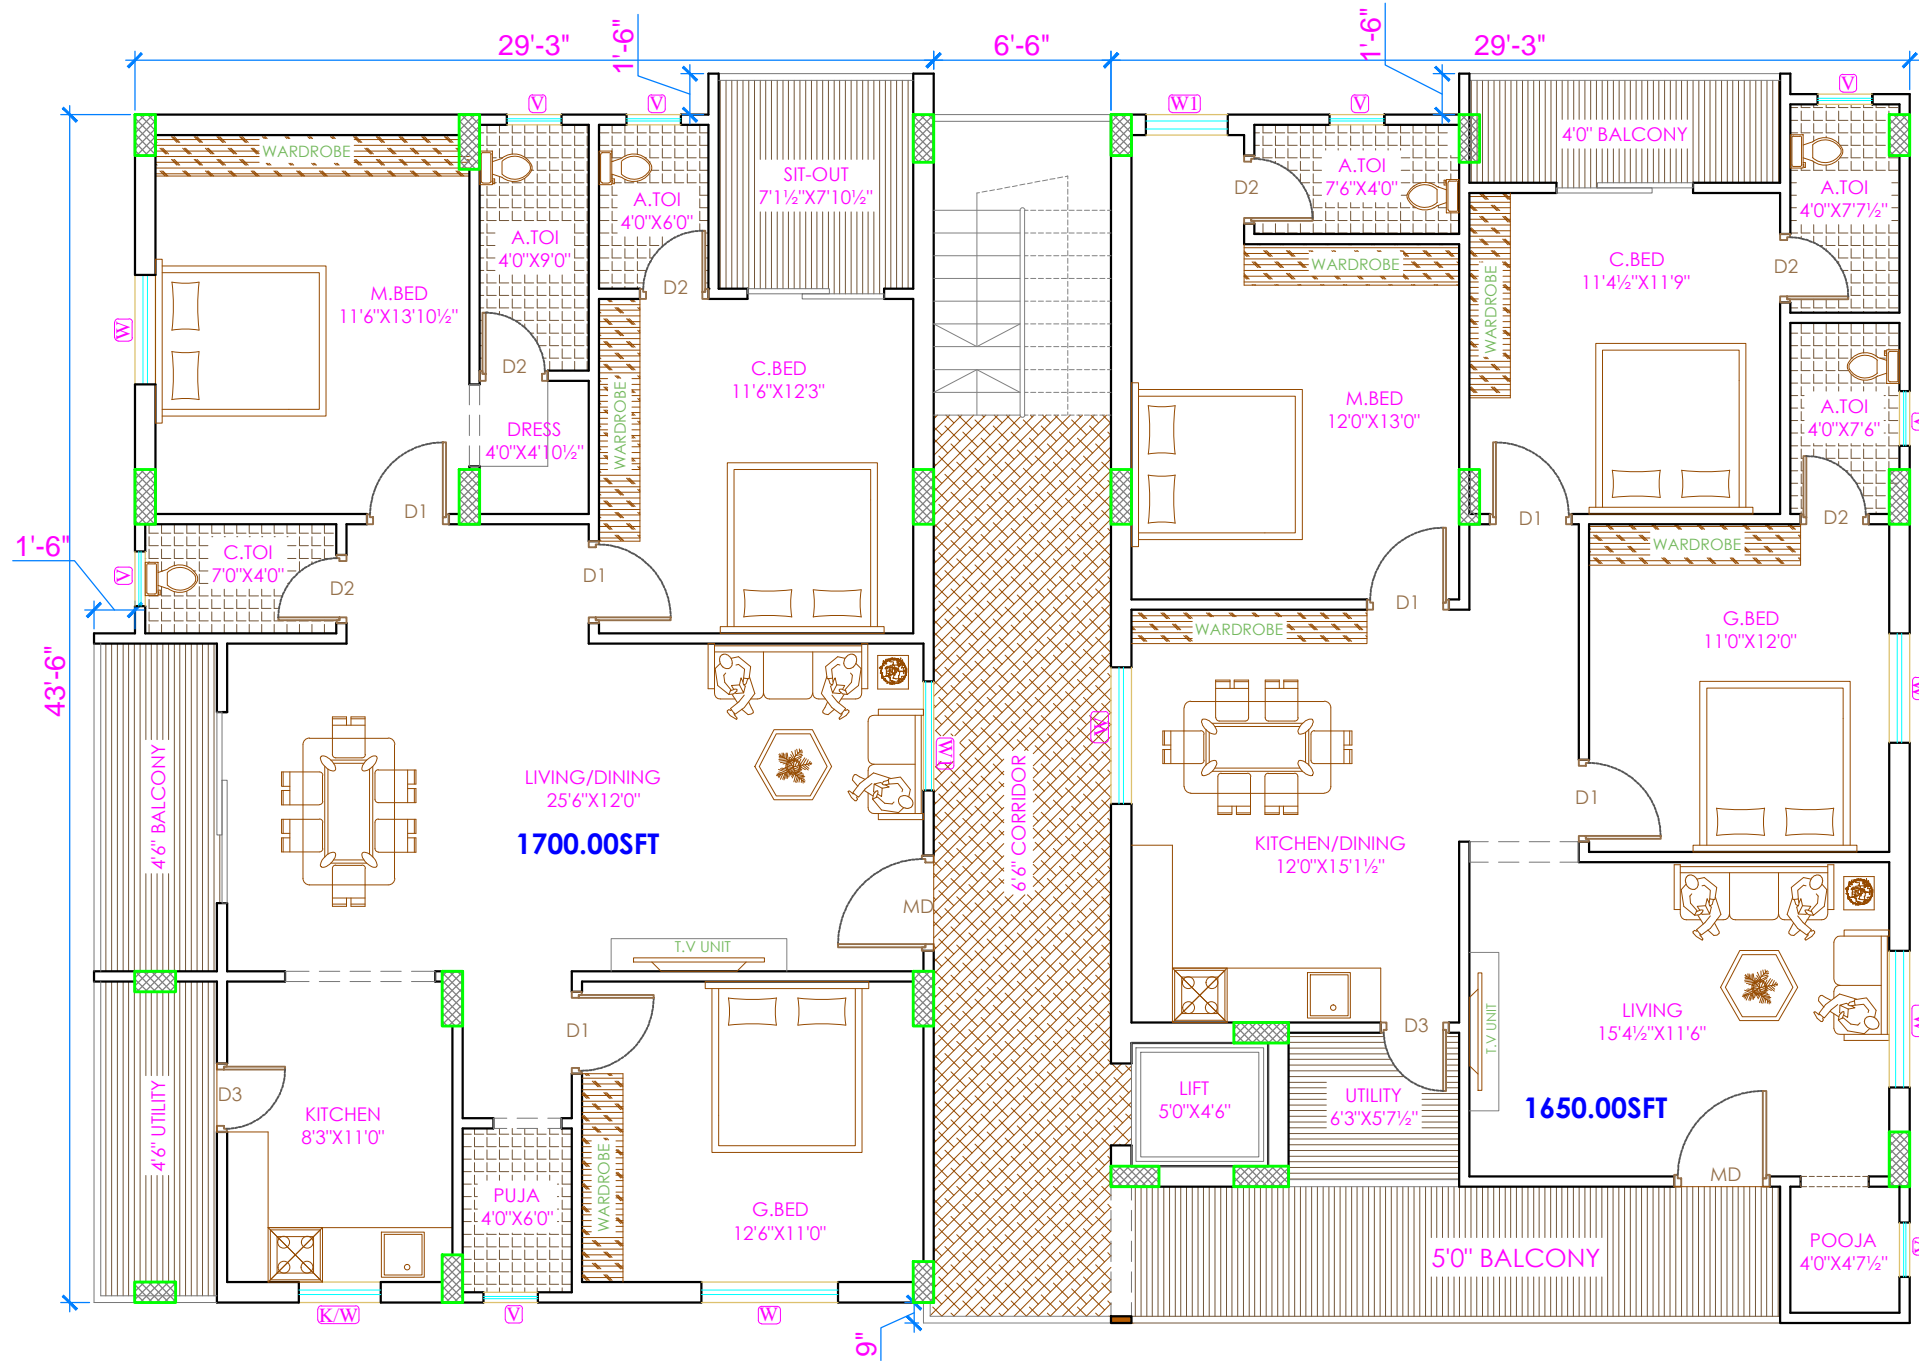 29'-3"
1'-6"
6'-6"
1'-6"
29'-3"
V
V
W1
V
V
WARDROBE
4'0" BALCONY
A.TOI
7'6"X4'0"
SIT-OUT
7'1½"X7'10½"
A.TOI
4'0"X6'0"
D2
A.TOI
4'0"X7'7½"
A.TOI
4'0"X9'0"
WARDROBE
C.BED
11'4½"X11'9"
D2
M.BED
11'6"X13'10½"
D2
W
WARDROBE
D2
C.BED
11'6"X12'3"
M.BED
12'0"X13'0"
A.TOI
4'0"X7'6"
WARDROBE
DRESS
4'0"X4'10½"
D1
D1
D2
1'-6"
C.TOI
7'0"X4'0"
V
D2
D1
WARDROBE
D1
WARDROBE
G.BED
11'0"X12'0"
43'-6"
W
W1
LIVING/DINING
25'6"X12'0"
1700.00SFT
4'6" BALCONY
6'6" CORRIDOR
D1
KITCHEN/DINING
12'0"X15'1½"
MD
T.V UNIT
D1
D3
LIVING
15'4½"X11'6"
T.V UNIT
1650.00SFT
LIFT
5'0"X4'6"
UTILITY
6'3"X5'7½"
D3
4'6" UTILITY
KITCHEN
8'3"X11'0"
MD
PUJA
4'0"X6'0"
WARDROBE
G.BED
12'6"X11'0"
5'0" BALCONY
POOJA
4'0"X4'7½"
K/W
V
W
9"